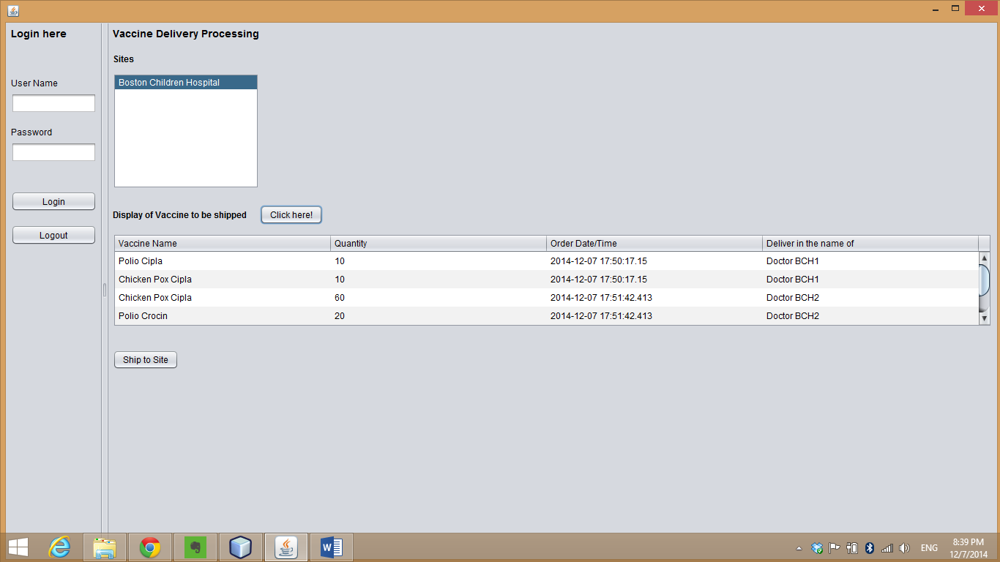 Login here
User Name
Password
Login
Logout
Vaccine Delivery Processing
Sites
Boston Children Hospital
Display of Vaccine to be shipped Click here!
Vaccine Name Quantity Order Date/Time Deliver in the name of
Polio Cipla 10 2014-12-07 17:50:17.15 Doctor BCH1
Chicken Pox Cipla 10 2014-12-07 17:50:17.15 Doctor BCH1
Chicken Pox Cipla 60 2014-12-07 17:51:42.413 Doctor BCH2
Polio Crocin 20 2014-12-07 17:51:42.413 Doctor BCH2
Ship to Site
ENG
8:39 PM
12/7/2014